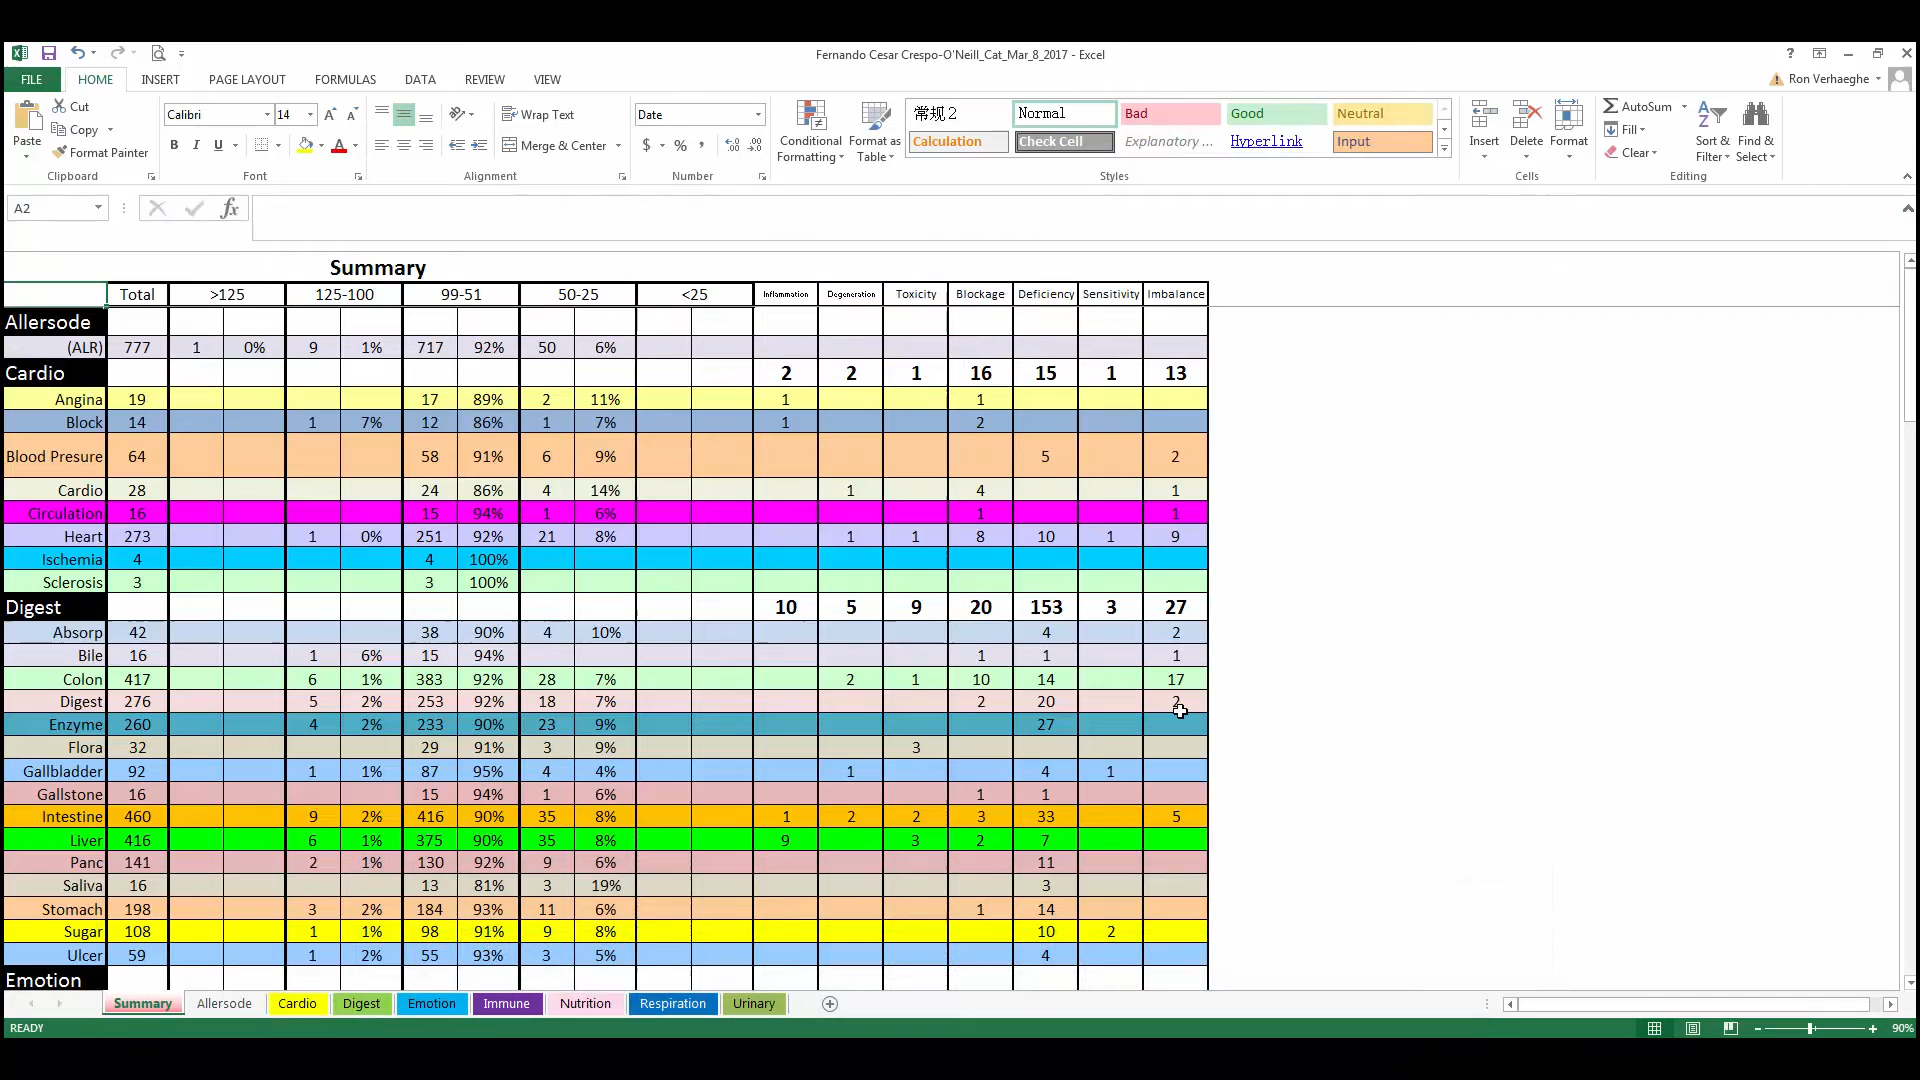 Fernando Cesar Crespo-O'Neill_Cat_Mar_8_2017 - Excel
FILE HOME INSERT PAGE LAYOUT FORMULAS DATA REVIEW VIEW Ron Verhaeghe
Cut
Copy
Format Painter
Paste
Clipboard
Calibri 14
B I U
Font
Wrap Text
Merge & Center
Alignment
Date
$ % ,
Number
Conditional Formatting
Format as Table
常规 2 Normal Bad Good Neutral
Calculation Check Cell Explanatory ... Hyperlink Input
Styles
Insert Delete Format
Cells
AutoSum
Fill
Clear
Sort & Filter
Find & Select
Editing
A2 fx
Summary
Total >125 125-100 99-51 50-25 <25 Inflammation Degeneration Toxicity Blockage Deficiency Sensitivity Imbalance
Allersode
(ALR) 777 1 0% 9 1% 717 92% 50 6%
Cardio 2 2 1 16 15 1 13
Angina 19 17 89% 2 11% 1 1
Block 14 1 7% 12 86% 1 7% 1 2
Blood Presure 64 58 91% 6 9% 5 2
Cardio 28 24 86% 4 14% 1 4 1
Circulation 16 15 94% 1 6% 1 1
Heart 273 1 0% 251 92% 21 8% 1 1 8 10 1 9
Ischemia 4 4 100%
Sclerosis 3 3 100%
Digest 10 5 9 20 153 3 27
Absorp 42 38 90% 4 10% 4 2
Bile 16 1 6% 15 94% 1 1 1
Colon 417 6 1% 383 92% 28 7% 2 1 10 14 17
Digest 276 5 2% 253 92% 18 7% 2 20 2
Enzyme 260 4 2% 233 90% 23 9% 27
Flora 32 29 91% 3 9% 3
Gallbladder 92 1 1% 87 95% 4 4% 1 4 1
Gallstone 16 15 94% 1 6% 1 1
Intestine 460 9 2% 416 90% 35 8% 1 2 2 3 33 5
Liver 416 6 1% 375 90% 35 8% 9 3 2 7
Panc 141 2 1% 130 92% 9 6% 11
Saliva 16 13 81% 3 19% 3
Stomach 198 3 2% 184 93% 11 6% 1 14
Sugar 108 1 1% 98 91% 9 8% 10 2
Ulcer 59 1 2% 55 93% 3 5% 4
Emotion
Summary Allersode Cardio Digest Emotion Immune Nutrition Respiration Urinary
READY 90%